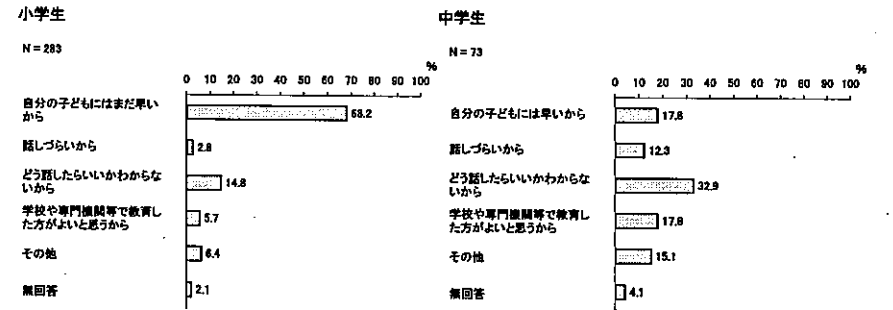 小学生
N = 283
%
0 10 20 30 40 50 60 70 80 90 100
自分の子どもにはまだ早い
から
68.2
話しづらいから
2.8
どう話したらいいかわからな
いから
14.8
学校や専門機関等で教育し
た方がよいと思うから
5.7
その他
6.4
無回答
2.1
中学生
N = 73
%
0 10 20 30 40 50 60 70 80 90 100
自分の子どもには早いから
17.8
話しづらいから
12.3
どう話したらいいかわからな
いから
32.9
学校や専門機関等で教育し
た方がよいと思うから
17.8
その他
15.1
無回答
4.1